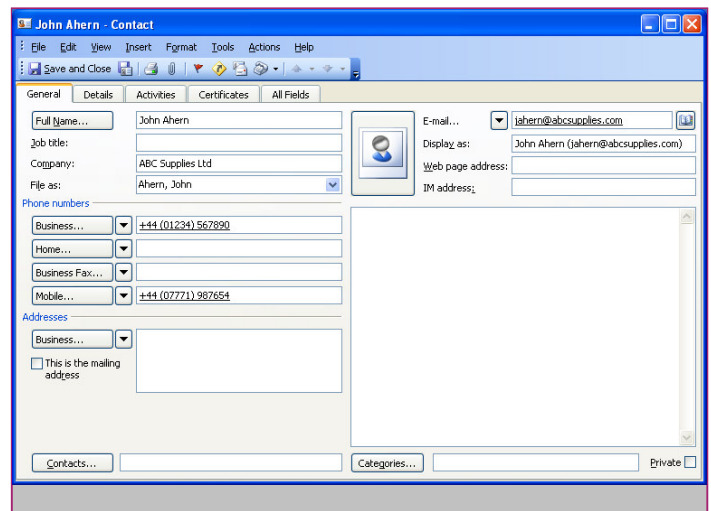 John Ahern - Contact
File Edit View Insert Format Tools Actions Help
Save and Close
General Details Activities Certificates All Fields
Full Name... John Ahern
Job title:
Company: ABC Supplies Ltd
File as: Ahern, John
Phone numbers
Business... +44 (01234) 567890
Home...
Business Fax...
Mobile... +44 (07771) 987654
Addresses
Business...
This is the mailing
address
Contacts...
E-mail... jahern@abcsupplies.com
Display as: John Ahern (jahern@abcsupplies.com)
Web page address:
IM address:
Categories... Private